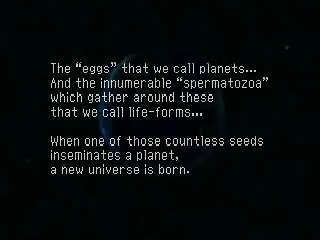 The “eggs” that we call planets...
And the innumerable “spermatozoa”
which gather around these
that we call life-forms...
When one of those countless seeds
inseminates a planet,
a new universe is born.